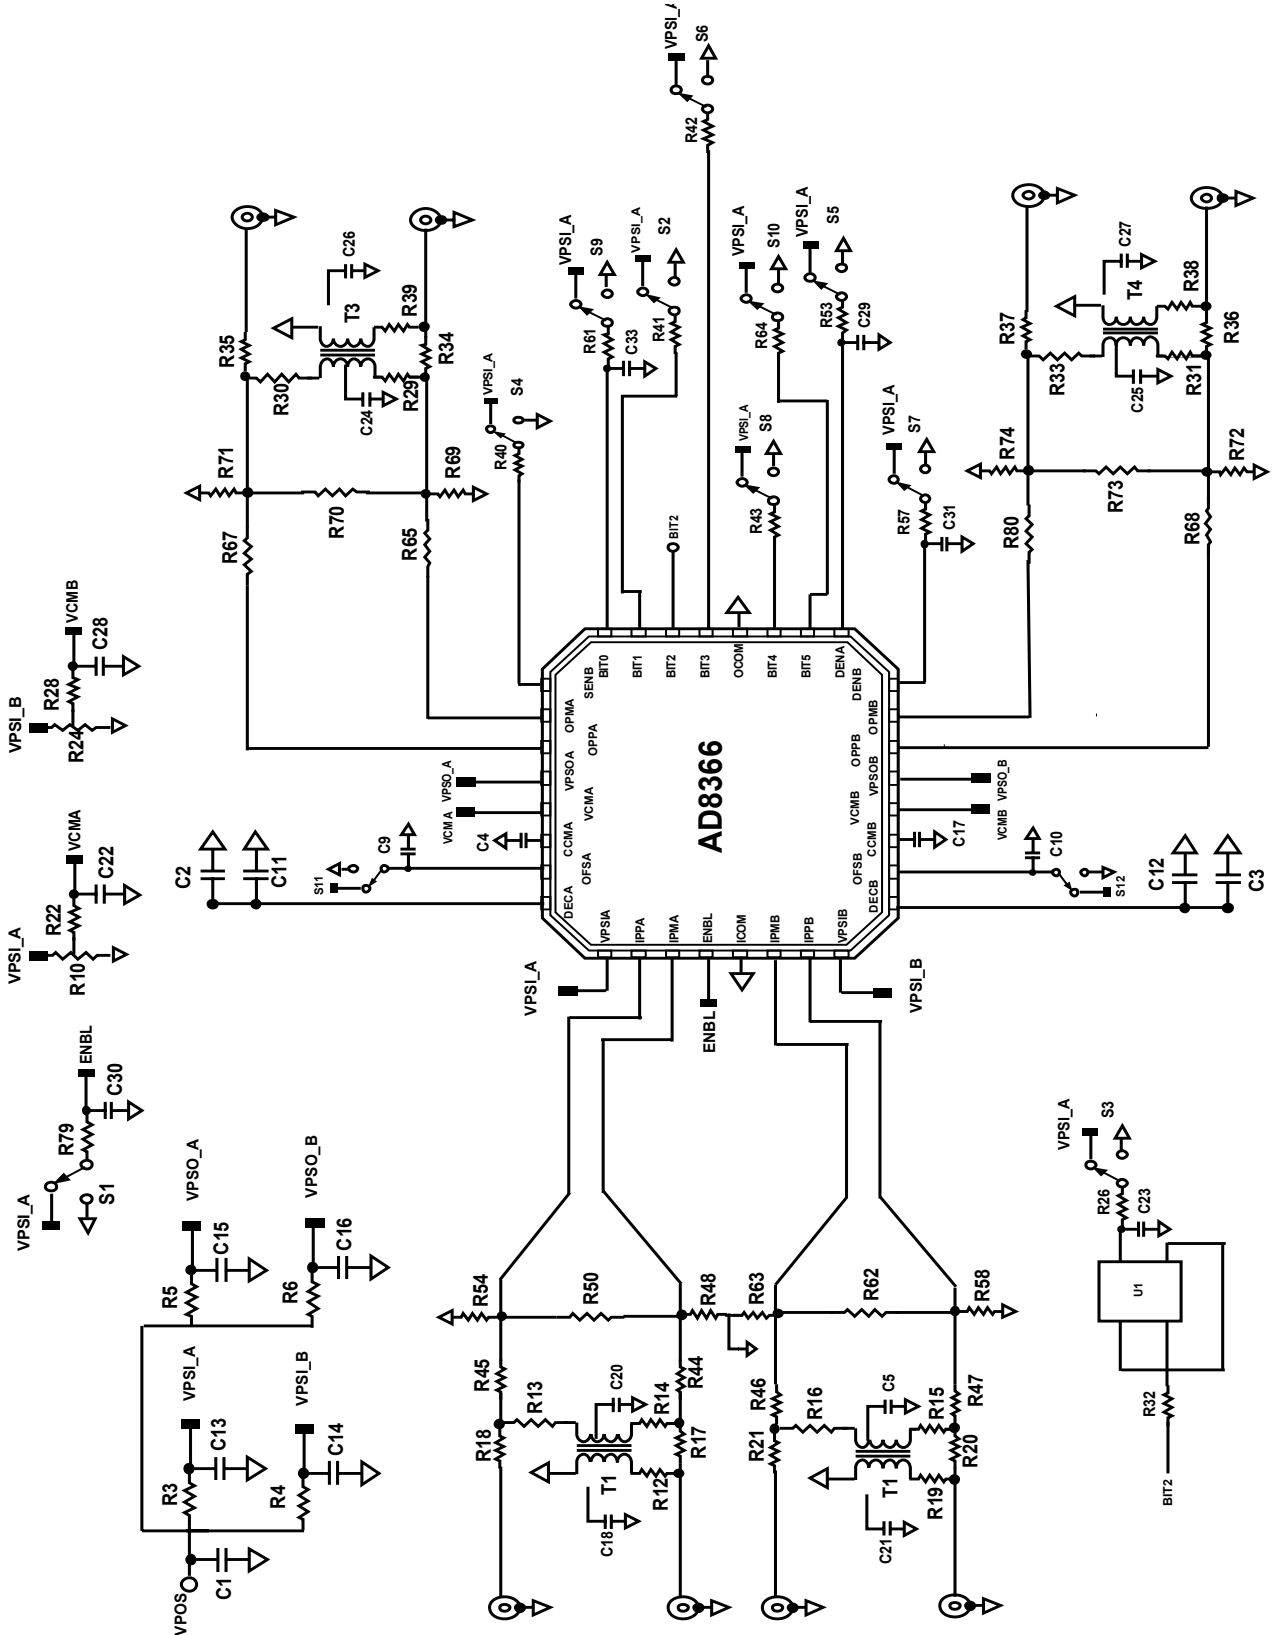 VPSI_A
S6
R42
R35
R30
T3
C26
R39
R34
R29
C24
R71
R70
R69
R67
R65
VPSI_A
S9
R61
C33
VPSI_A
S2
R41
VPSI_A
S4
R40
VPSI_A
S10
R64
VPSI_A
S5
R53
C29
VPSI_A
S8
R43
VPSI_A
S7
R57
C31
BIT2
R37
R33
T4
C27
R38
R36
R31
C25
R74
R73
R72
R80
R68
VPSI_B
R24
R28
C28
VCMB
VPSI_A
R10
R22
C22
VCMA
C2
C11
S11
C9
C4
VCMA
VPSO_A
SENB
OPMA
OPPA
VPSOA
VCMA
CCMA
OFSA
DECA
BIT0
BIT1
BIT2
BIT3
OCOM
BIT4
BIT5
DENA
AD8366
DENB
OPMB
OPPB
VPSOB
VCMB
CCMB
OFSB
DECB
VPSIA
IPPA
IPMA
ENBL
ICOM
IPMB
IPPB
VPSIB
VPSO_B
VCMB
C17
C10
S12
C12
C3
VPSI_A
ENBL
VPSI_B
VPSI_A
S1
R79
C30
ENBL
VPSO_A
R5
C15
VPSO_B
R6
C16
VPSI_A
R3
C13
VPSI_B
R4
C14
VPOS
C1
R54
R50
R48
R63
R62
R58
R45
R13
C20
R14
R44
R18
R17
T1
R12
C18
R46
R16
C5
R15
R47
R21
R20
T1
R19
C21
VPSI_A
S3
R26
C23
U1
R32
BIT2